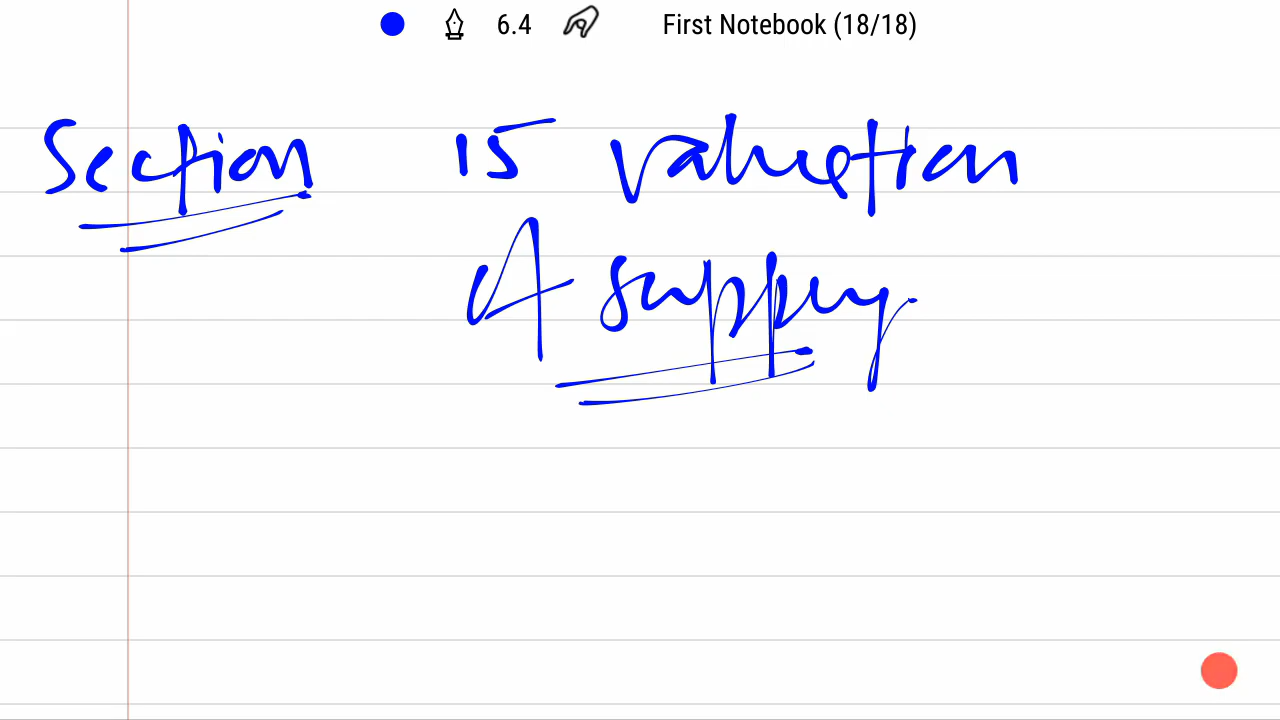 6.4 First Notebook (18/18)
Section 15 valuation
of supply